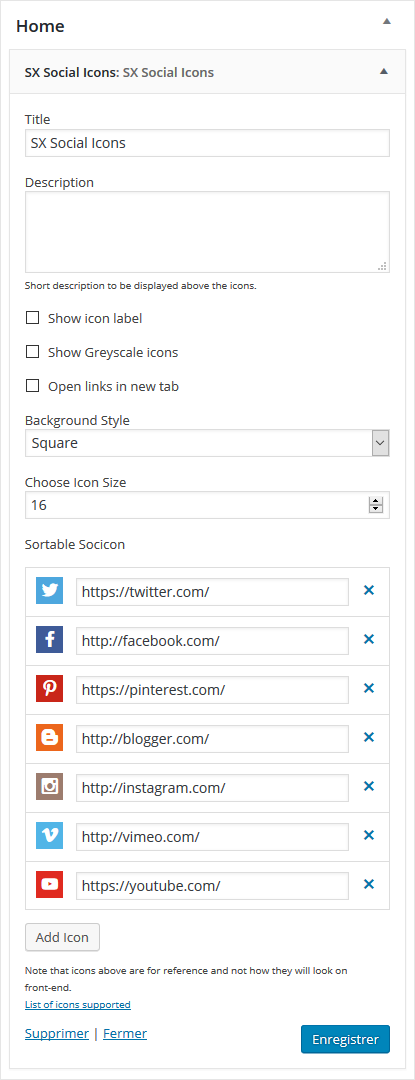 Home
SX Social Icons: SX Social Icons
Title
SX Social Icons
Description
Short description to be displayed above the icons.
Show icon label
Show Greyscale icons
Open links in new tab
Background Style
Square
Choose Icon Size
16
Sortable Socicon
https://twitter.com/
http://facebook.com/
https://pinterest.com/
http://blogger.com/
http://instagram.com/
http://vimeo.com/
https://youtube.com/
Add Icon
Note that icons above are for reference and not how they will look on
front-end.
List of icons supported
Supprimer | Fermer
Enregistrer